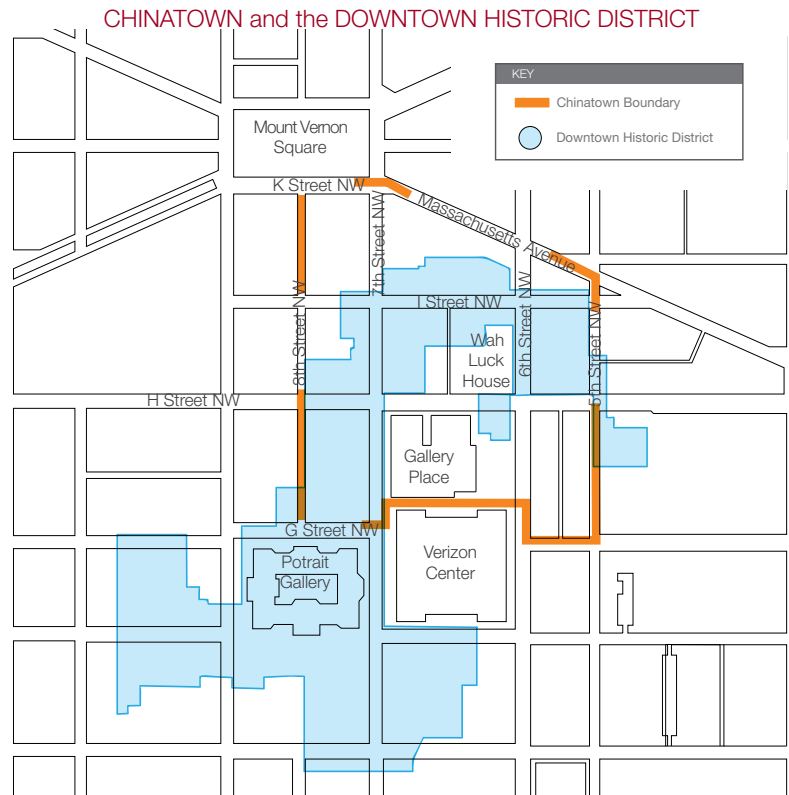 CHINATOWN and the DOWNTOWN HISTORIC DISTRICT
KEY
Chinatown Boundary
Downtown Historic District
Mount Vernon
Square
K Street NW
Massachusetts Avenue
7th Street NW
I Street NW
8th Street NW
6th Street NW
5th Street NW
Wah
Luck
House
H Street NW
Gallery
Place
G Street NW
Verizon
Center
Potrait
Gallery